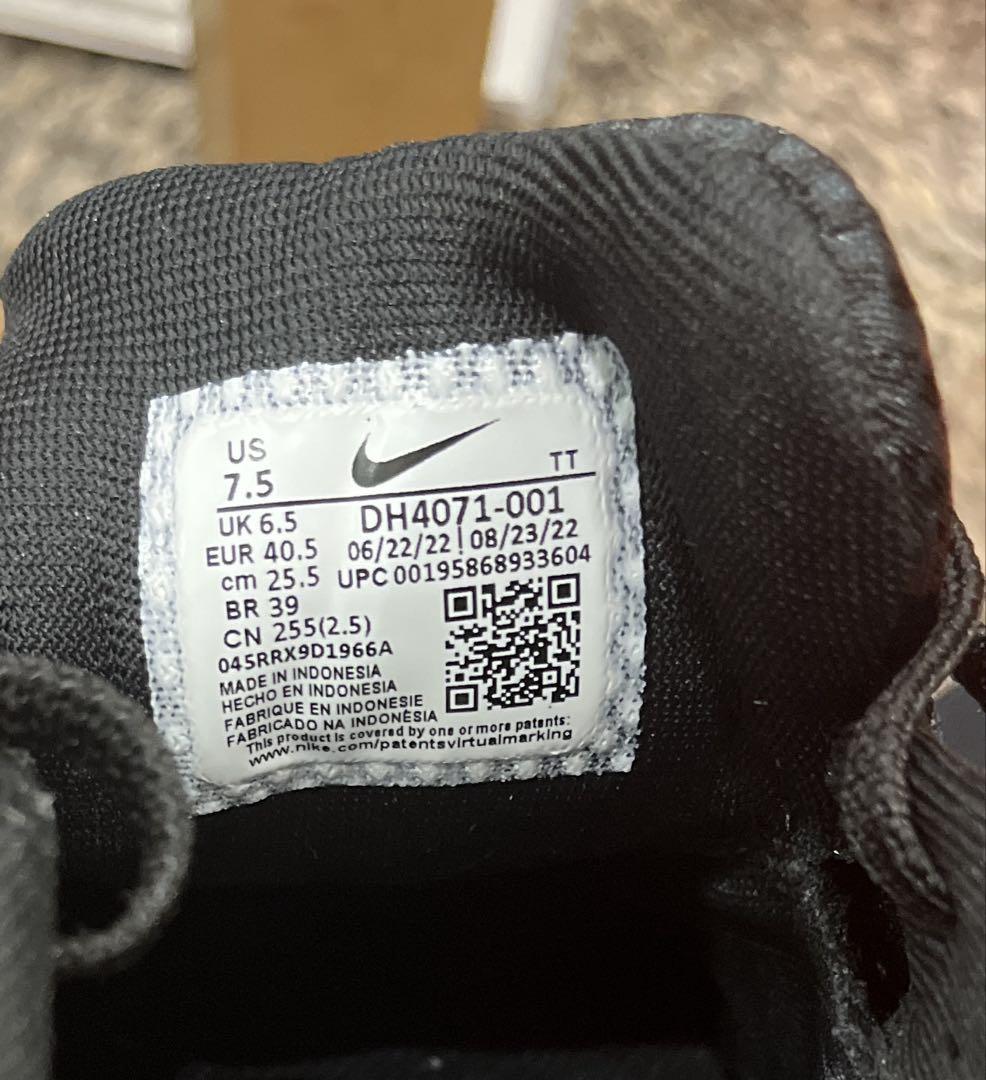 US
7.5
TT
UK 6.5
DH4071-001
EUR 40.5
06/22/22 | 08/23/22
cm 25.5
UPC 00195868933604
BR 39
CN 255(2.5)
045RRX9D1966A
MADE IN INDONESIA
HECHO EN INDONESIA
FABRIQUE EN INDONESIE
FABRICADO NA INDONÉSIA
This product is covered by one or more patents:
www.nike.com/patentsvirtualmarking